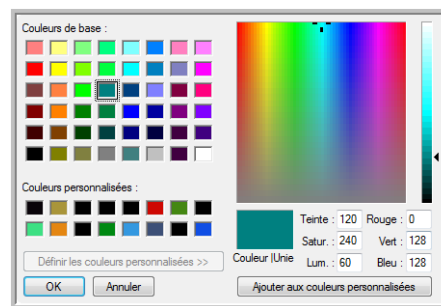 Couleurs de base :
Couleurs personnalisées :
Définir les couleurs personnalisées >>
OK
Annuler
Couleur |Unie
Teinte : 120
Rouge : 0
Satur. : 240
Vert : 128
Lum. : 60
Bleu : 128
Ajouter aux couleurs personnalisées